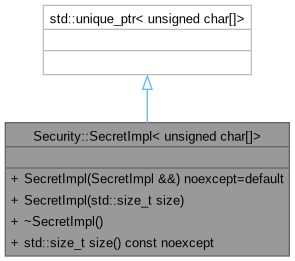 std::unique_ptr< unsigned char[]>
Security::SecretImpl< unsigned char[]>
+ SecretImpl(SecretImpl &&) noexcept=default
+ SecretImpl(std::size_t size)
+ ~SecretImpl()
+ std::size_t size() const noexcept